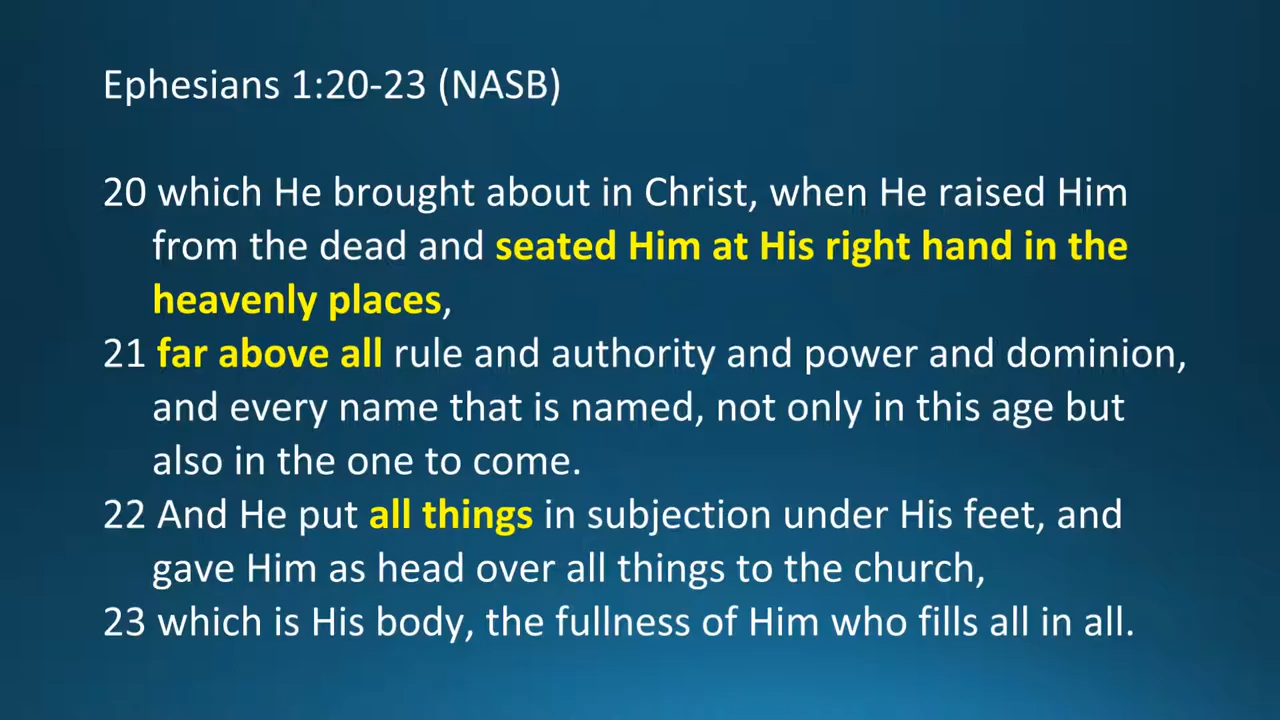 Ephesians 1:20-23 (NASB)
20 which He brought about in Christ, when He raised Him
from the dead and seated Him at His right hand in the
heavenly places,
21 far above all rule and authority and power and dominion,
and every name that is named, not only in this age but
also in the one to come.
22 And He put all things in subjection under His feet, and
gave Him as head over all things to the church,
23 which is His body, the fullness of Him who fills all in all.